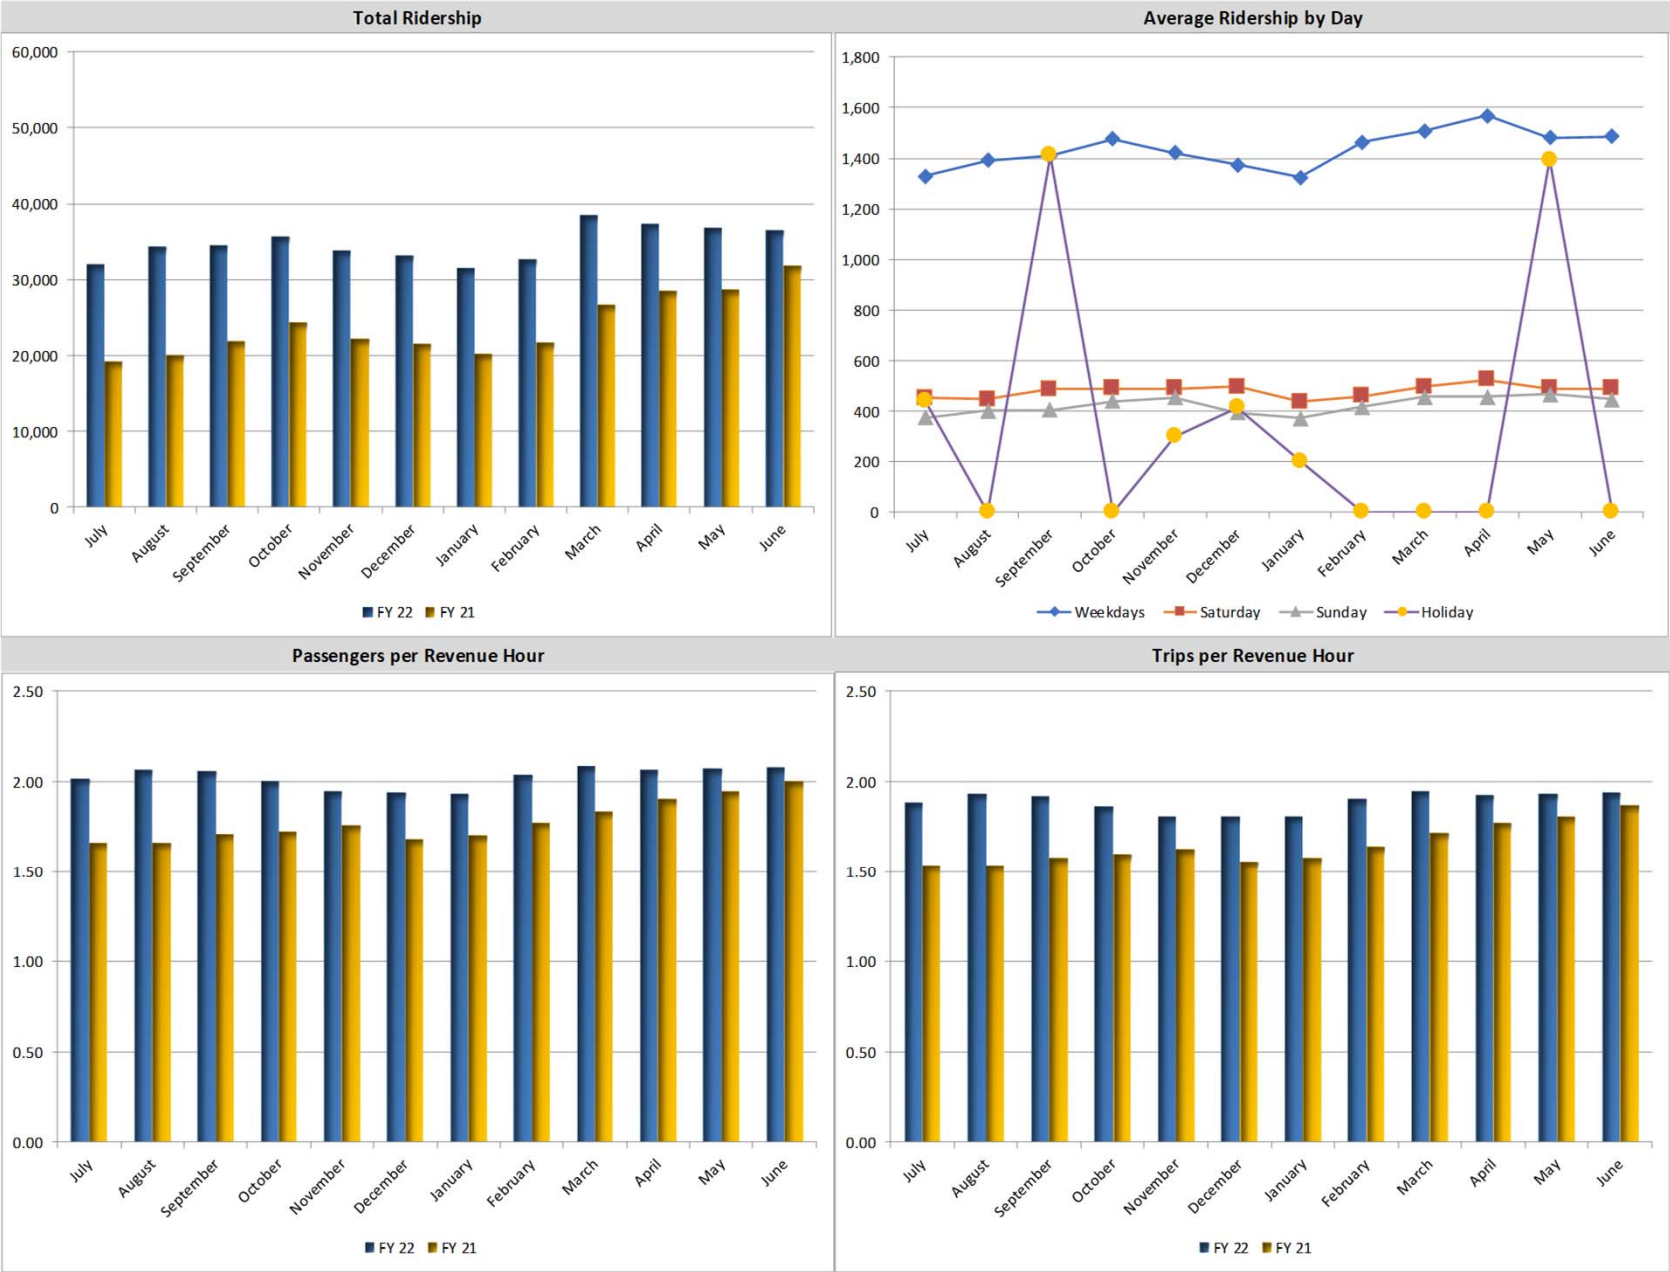 Total Ridership
60,000
50,000
40,000
30,000
20,000
10,000
0
July
August
September
October
November
December
January
February
March
April
May
June
FY 22
FY 21
Average Ridership by Day
1,800
1,600
1,400
1,200
1,000
800
600
400
200
0
July
August
September
October
November
December
January
February
March
April
May
June
Weekdays
Saturday
Sunday
Holiday
Passengers per Revenue Hour
2.50
2.00
1.50
1.00
0.50
0.00
July
August
September
October
November
December
January
February
March
April
May
June
FY 22
FY 21
Trips per Revenue Hour
2.50
2.00
1.50
1.00
0.50
0.00
July
August
September
October
November
December
January
February
March
April
May
June
FY 22
FY 21